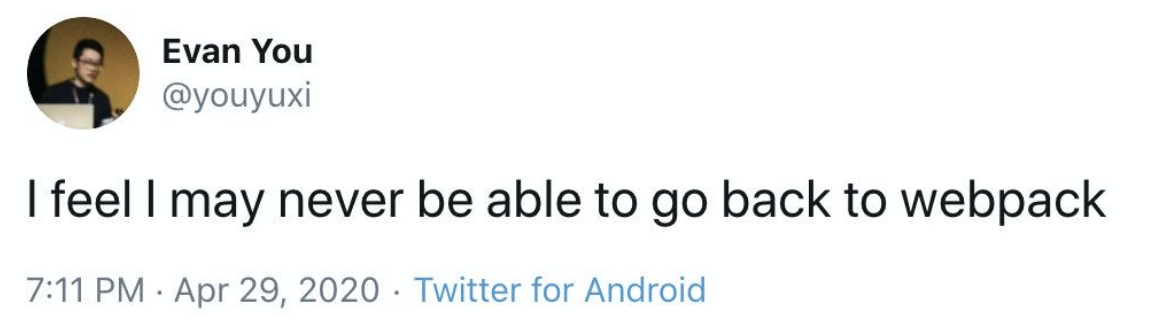 Evan You
@youyuxi
I feel I may never be able to go back to webpack
7:11 PM · Apr 29, 2020 · Twitter for Android